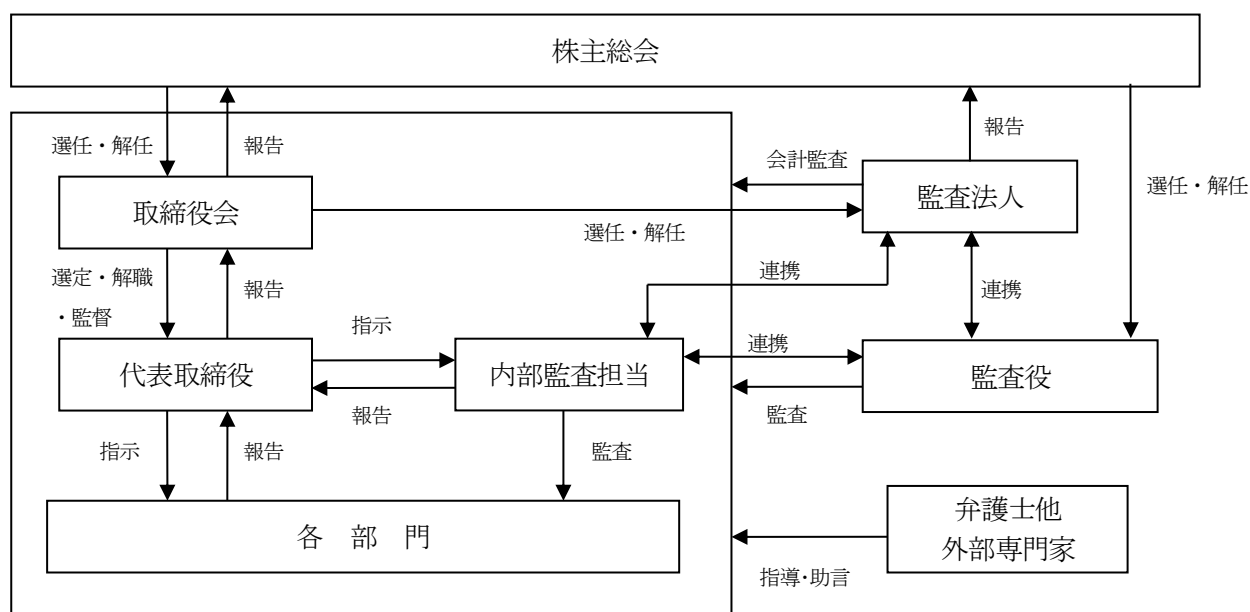 株主総会
選任・解任
報告
報告
会計監査
選任・解任
取締役会
監査法人
選任・解任
選定・解職
・監督
報告
連携
連携
指示
代表取締役
内部監査担当
連携
監査役
報告
監査
指示
報告
監査
各 部 門
弁護士他
外部専門家
指導・助言